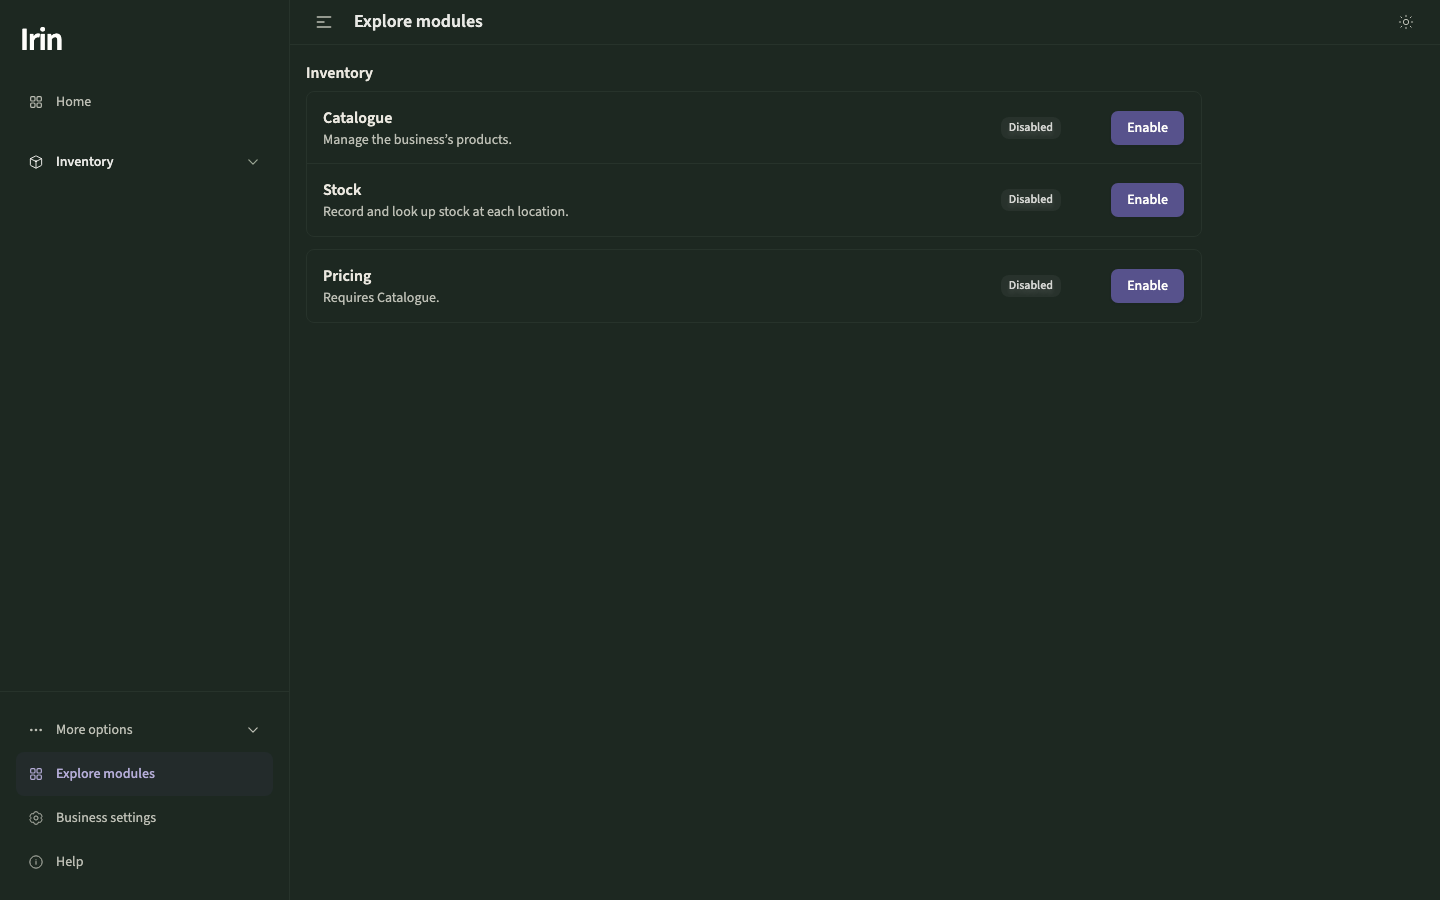 Irin
Explore modules
Home
Inventory
Inventory
Catalogue
Manage the business's products.
Disabled
Enable
Stock
Record and look up stock at each location.
Disabled
Enable
Pricing
Requires Catalogue.
Disabled
Enable
More options
Explore modules
Business settings
Help